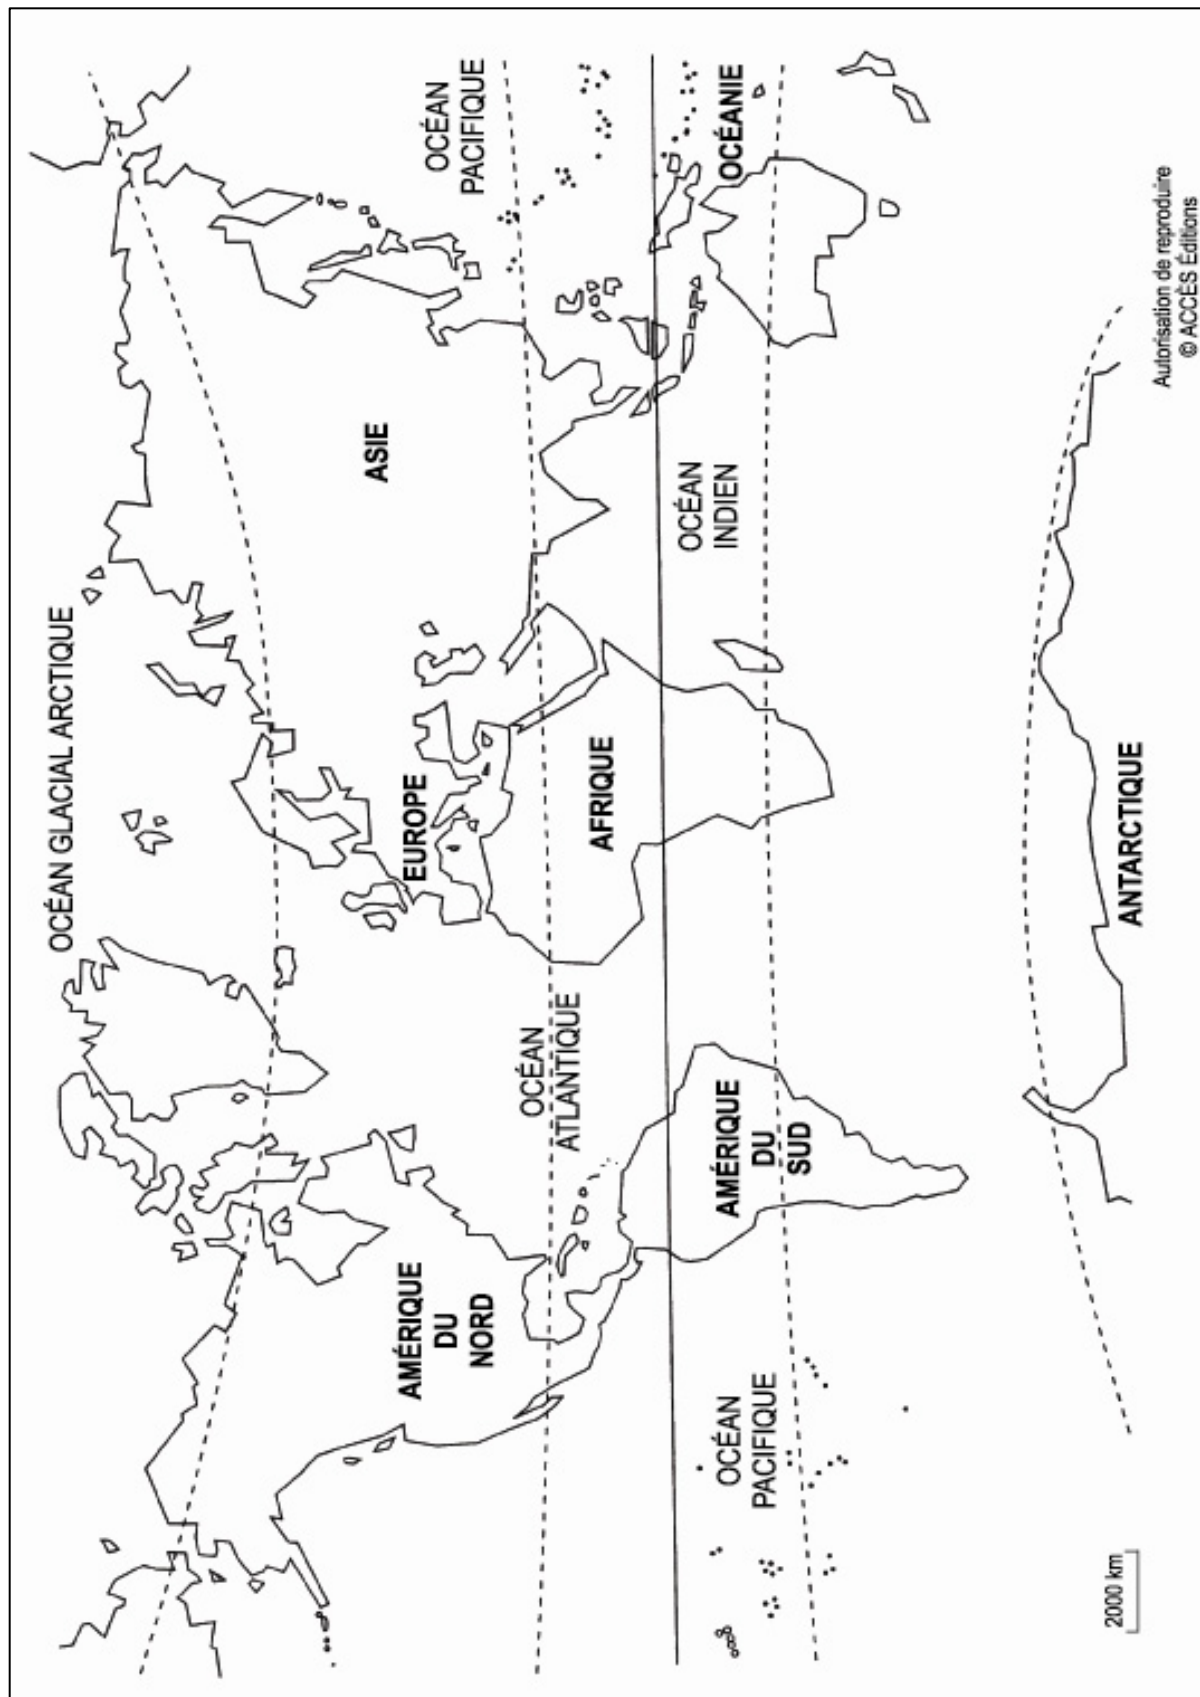 OCÉAN GLACIAL ARCTIQUE
AMÉRIQUE
DU
NORD
EUROPE
ASIE
OCÉAN
PACIFIQUE
OCÉAN
ATLANTIQUE
AFRIQUE
OCÉAN
PACIFIQUE
AMÉRIQUE
DU
SUD
OCÉAN
INDIEN
OCÉANIE
ANTARCTIQUE
2000 km
Autorisation de reproduire
© ACCÈS Éditions